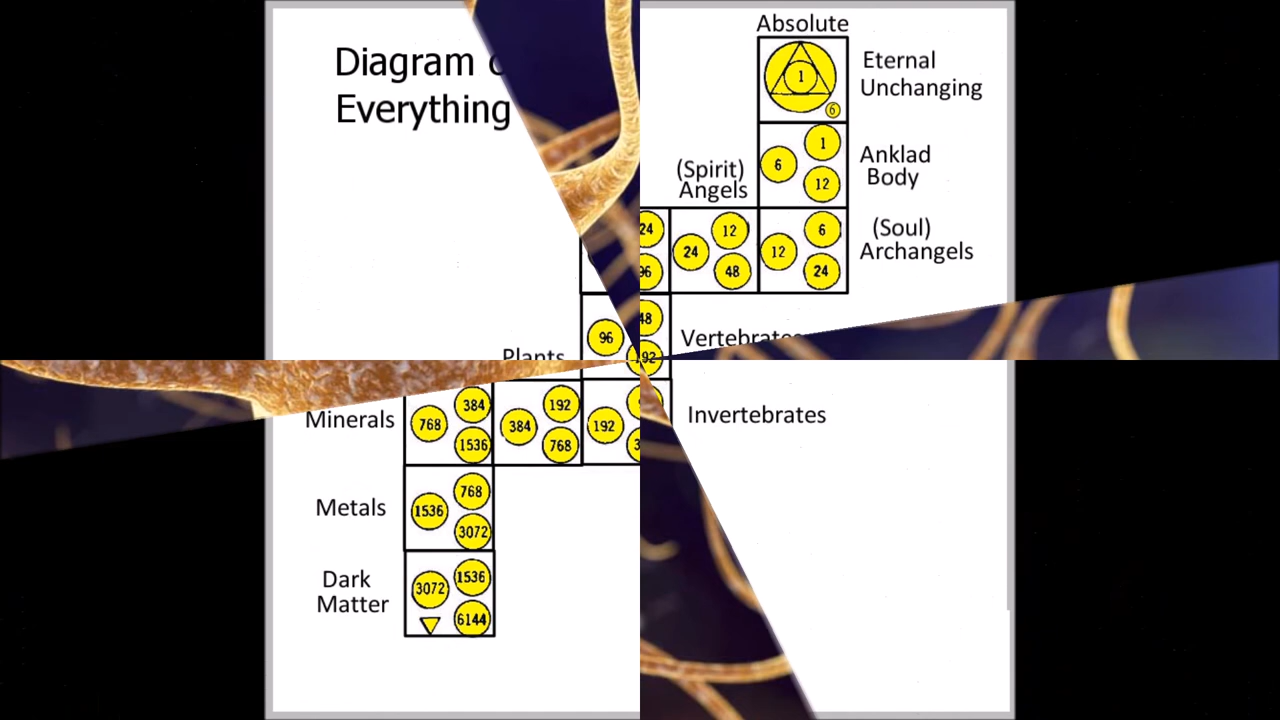 Absolute
Diagram
Everything
1
6
Eternal
Unchanging
6
1
12
Anklad
Body
(Spirit)
Angels
24
12
24
48
12
6
24
(Soul)
Archangels
96
48
Vertebrates
Plants
Minerals
768
384
1536
384
192
768
192
Invertebrates
Metals
1536
768
3072
Dark
Matter
3072
1536
6144